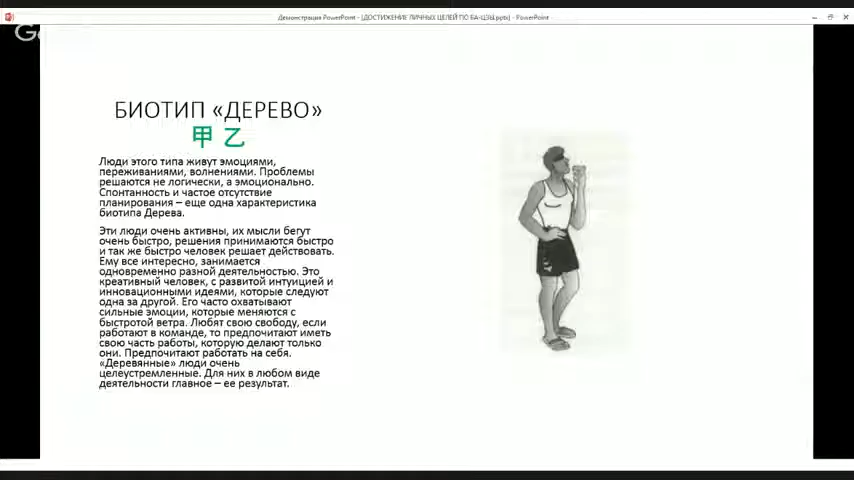 Демонстрация PowerPoint - [ДОСТИЖЕНИЕ ЛИЧНЫХ ЦЕЛЕЙ ПО БА-ЦЗЫ.pptx] - PowerPoint
БИОТИП «ДЕРЕВО»
甲 乙
Люди этого типа живут эмоциями,
переживаниями, волнениями. Проблемы
решаются не логически, а эмоционально.
Спонтанность и частое отсутствие
планирования – еще одна характеристика
биотипа Дерева.
Эти люди очень активны, их мысли бегут
очень быстро, решения принимаются быстро
и так же быстро человек решает действовать.
Ему все интересно, занимается
одновременно разной деятельностью. Это
креативный человек, с развитой интуицией и
инновационными идеями, которые следуют
одна за другой. Его часто охватывают
сильные эмоции, которые меняются с
быстротой ветра. Любят свою свободу, если
работают в команде, то предпочитают иметь
свою часть работы, которую делают только
они. Предпочитают работать на себя.
«Деревянные» люди очень
целеустремленные. Для них в любом виде
деятельности главное – ее результат.